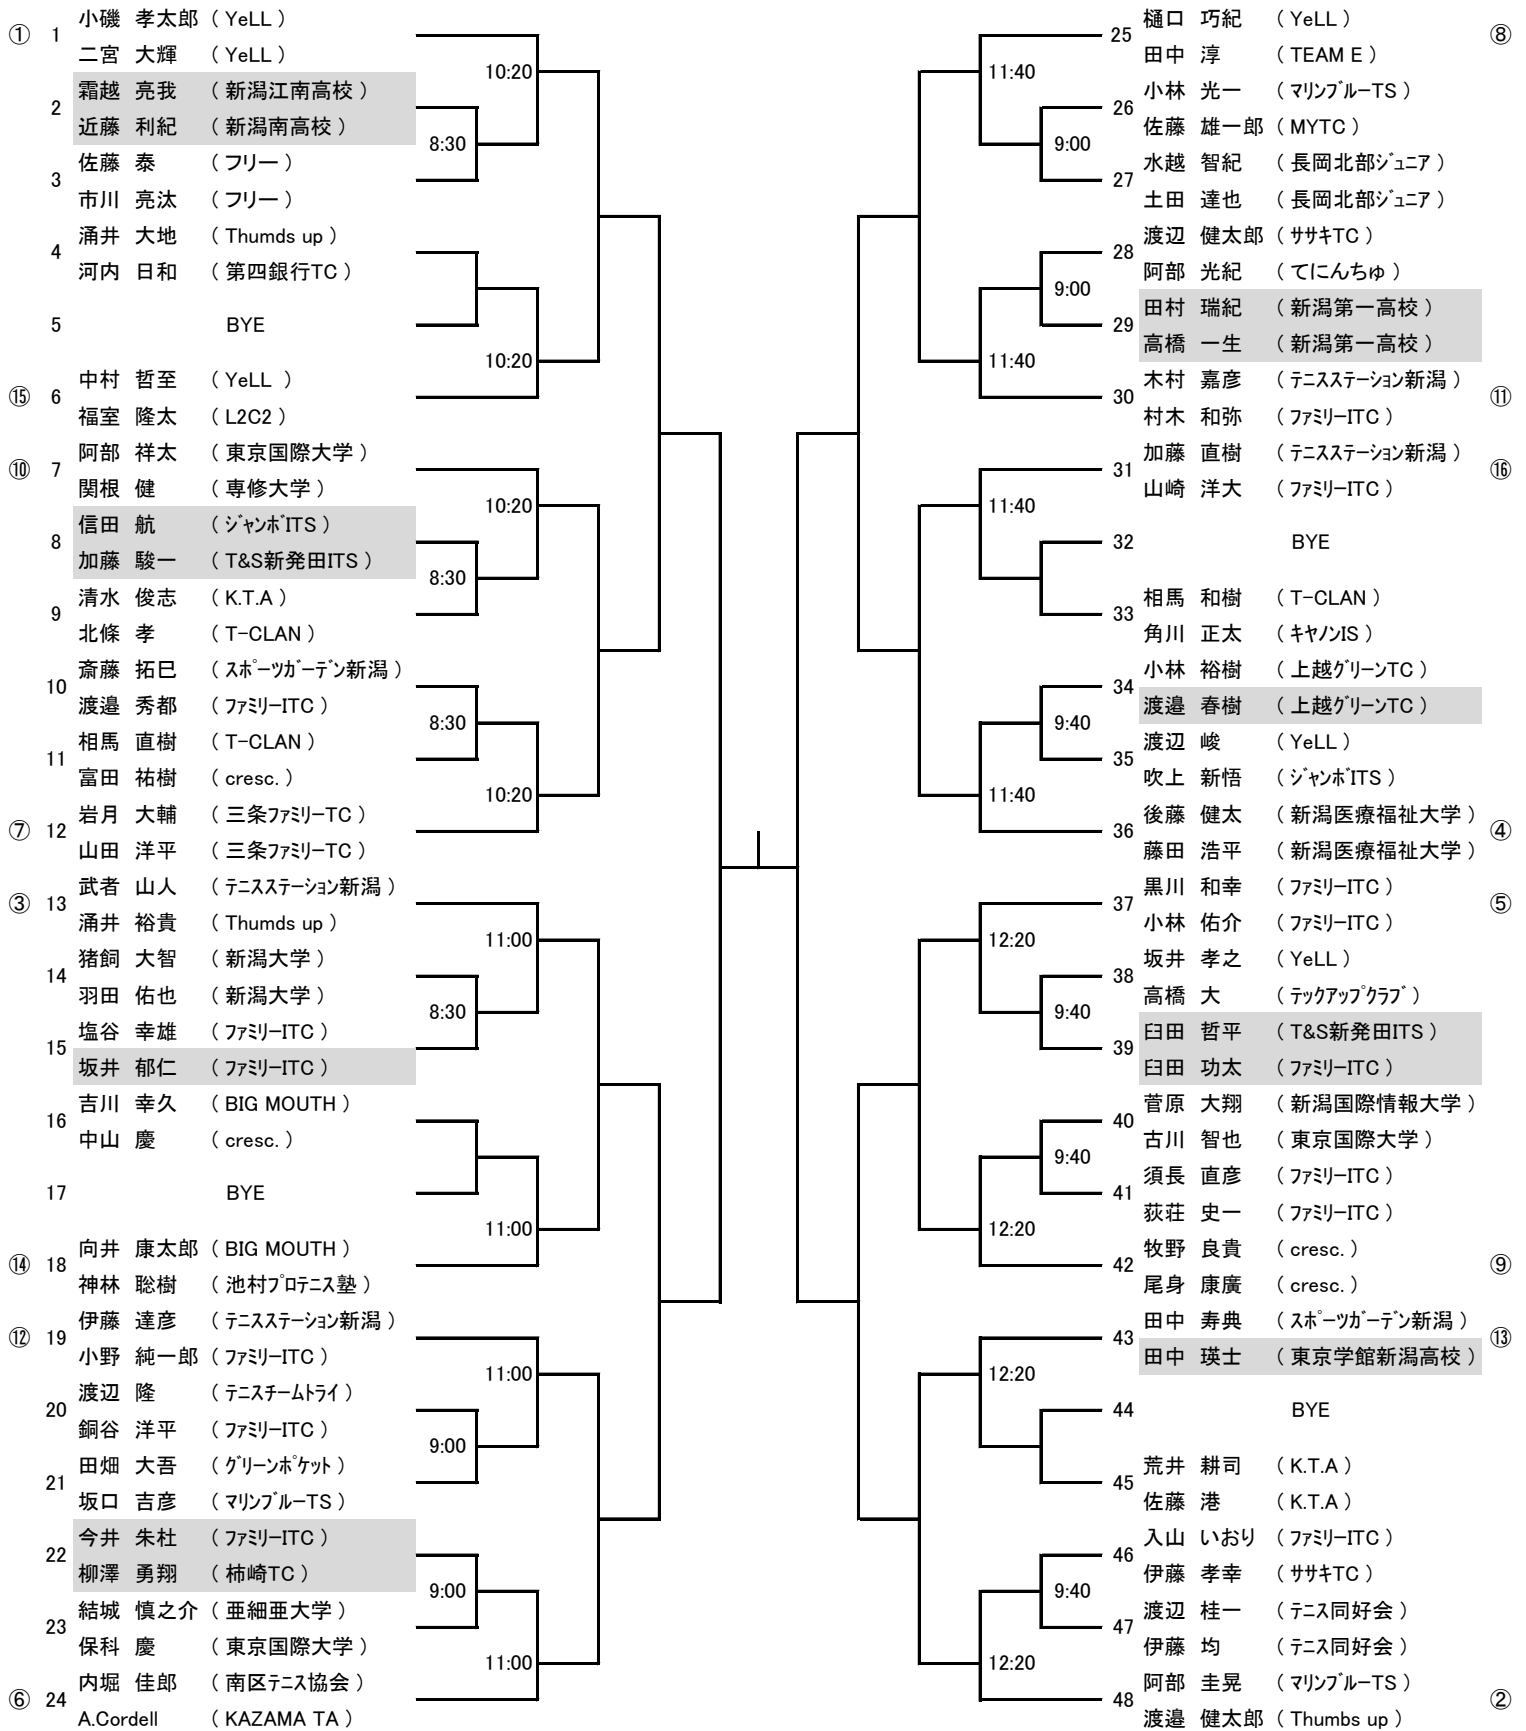 ① 1 小磯 孝太郎 ( YeLL )
二宮 大輝 ( YeLL )
10:20
2 霜越 亮我 ( 新潟江南高校 )
近藤 利紀 ( 新潟南高校 )
8:30
3 佐藤 泰 ( フリー )
市川 亮汰 ( フリー )
4 涌井 大地 ( Thumds up )
河内 日和 ( 第四銀行TC )
5 BYE
10:20
⑮ 6 中村 哲至 ( YeLL )
福室 隆太 ( L2C2 )
⑩ 7 阿部 祥太 ( 東京国際大学 )
関根 健 ( 専修大学 )
10:20
8 信田 航 ( ジャンボITS )
加藤 駿一 ( T&S新発田ITS )
8:30
9 清水 俊志 ( K.T.A )
北條 孝 ( T-CLAN )
10 斎藤 拓巳 ( スポーツガーデン新潟 )
渡邉 秀都 ( ファミリーITC )
8:30
11 相馬 直樹 ( T-CLAN )
富田 祐樹 ( cresc. )
10:20
⑦ 12 岩月 大輔 ( 三条ファミリーTC )
山田 洋平 ( 三条ファミリーTC )
③ 13 武者 山人 ( テニスステーション新潟 )
涌井 裕貴 ( Thumds up )
11:00
14 猪飼 大智 ( 新潟大学 )
羽田 佑也 ( 新潟大学 )
8:30
15 塩谷 幸雄 ( ファミリーITC )
坂井 郁仁 ( ファミリーITC )
16 吉川 幸久 ( BIG MOUTH )
中山 慶 ( cresc. )
17 BYE
11:00
⑭ 18 向井 康太郎 ( BIG MOUTH )
神林 聡樹 ( 池村プロテニス塾 )
⑫ 19 伊藤 達彦 ( テニスステーション新潟 )
小野 純一郎 ( ファミリーITC )
11:00
20 渡辺 隆 ( テニスチームトライ )
銅谷 洋平 ( ファミリーITC )
9:00
21 田畑 大吾 ( グリーンポケット )
坂口 吉彦 ( マリンブルーTS )
22 今井 朱杜 ( ファミリーITC )
柳澤 勇翔 ( 柿崎TC )
9:00
23 結城 慎之介 ( 亜細亜大学 )
保科 慶 ( 東京国際大学 )
11:00
⑥ 24 内堀 佳郎 ( 南区テニス協会 )
A.Cordell ( KAZAMA TA )
25 樋口 巧紀 ( YeLL ) ⑧
田中 淳 ( TEAM E )
11:40
26 小林 光一 ( マリンブルーTS )
佐藤 雄一郎 ( MYTC )
9:00
27 水越 智紀 ( 長岡北部ジュニア )
土田 達也 ( 長岡北部ジュニア )
28 渡辺 健太郎 ( ササキTC )
阿部 光紀 ( てにんちゅ )
9:00
29 田村 瑞紀 ( 新潟第一高校 )
高橋 一生 ( 新潟第一高校 )
11:40
30 木村 嘉彦 ( テニスステーション新潟 ) ⑪
村木 和弥 ( ファミリーITC )
31 加藤 直樹 ( テニスステーション新潟 ) ⑯
山崎 洋大 ( ファミリーITC )
11:40
32 BYE
33 相馬 和樹 ( T-CLAN )
角川 正太 ( キヤノンIS )
34 小林 裕樹 ( 上越グリーンTC )
渡邉 春樹 ( 上越グリーンTC )
9:40
35 渡辺 峻 ( YeLL )
吹上 新悟 ( ジャンボITS )
11:40
36 後藤 健太 ( 新潟医療福祉大学 ) ④
藤田 浩平 ( 新潟医療福祉大学 )
37 黒川 和幸 ( ファミリーITC ) ⑤
小林 佑介 ( ファミリーITC )
12:20
38 坂井 孝之 ( YeLL )
高橋 大 ( テックアップクラブ )
9:40
39 臼田 哲平 ( T&S新発田ITS )
臼田 功太 ( ファミリーITC )
40 菅原 大翔 ( 新潟国際情報大学 )
古川 智也 ( 東京国際大学 )
9:40
41 須長 直彦 ( ファミリーITC )
荻荘 史一 ( ファミリーITC )
12:20
42 牧野 良貴 ( cresc. ) ⑨
尾身 康廣 ( cresc. )
43 田中 寿典 ( スポーツガーデン新潟 ) ⑬
田中 瑛士 ( 東京学館新潟高校 )
12:20
44 BYE
45 荒井 耕司 ( K.T.A )
佐藤 港 ( K.T.A )
46 入山 いおり ( ファミリーITC )
伊藤 孝幸 ( ササキTC )
9:40
47 渡辺 桂一 ( テニス同好会 )
伊藤 均 ( テニス同好会 )
12:20
48 阿部 圭晃 ( マリンブルーTS ) ②
渡邉 健太郎 ( Thumbs up )